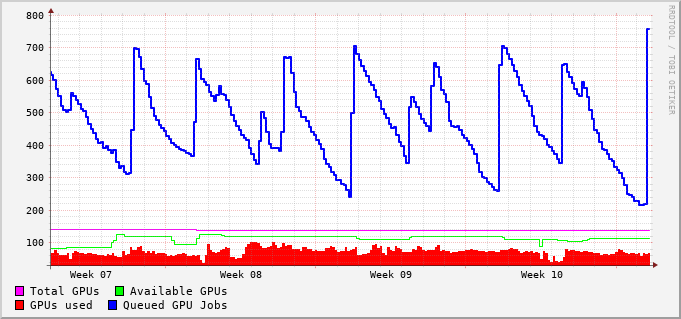 800
700
600
500
400
300
200
100
Week 07 Week 08 Week 09 Week 10
Total GPUs Available GPUs
GPUs used Queued GPU Jobs
RRDTOOL / TOBI OETIKER